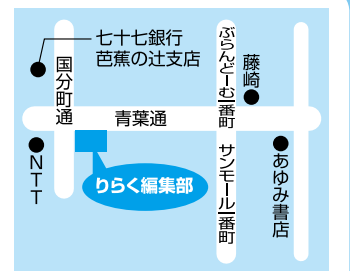 七十七銀行
芭蕉の辻支店
国分町通
ぶらんどーむ一番町
藤崎
青葉通
NTT
りらく編集部
サンモール一番町
あゆみ書店